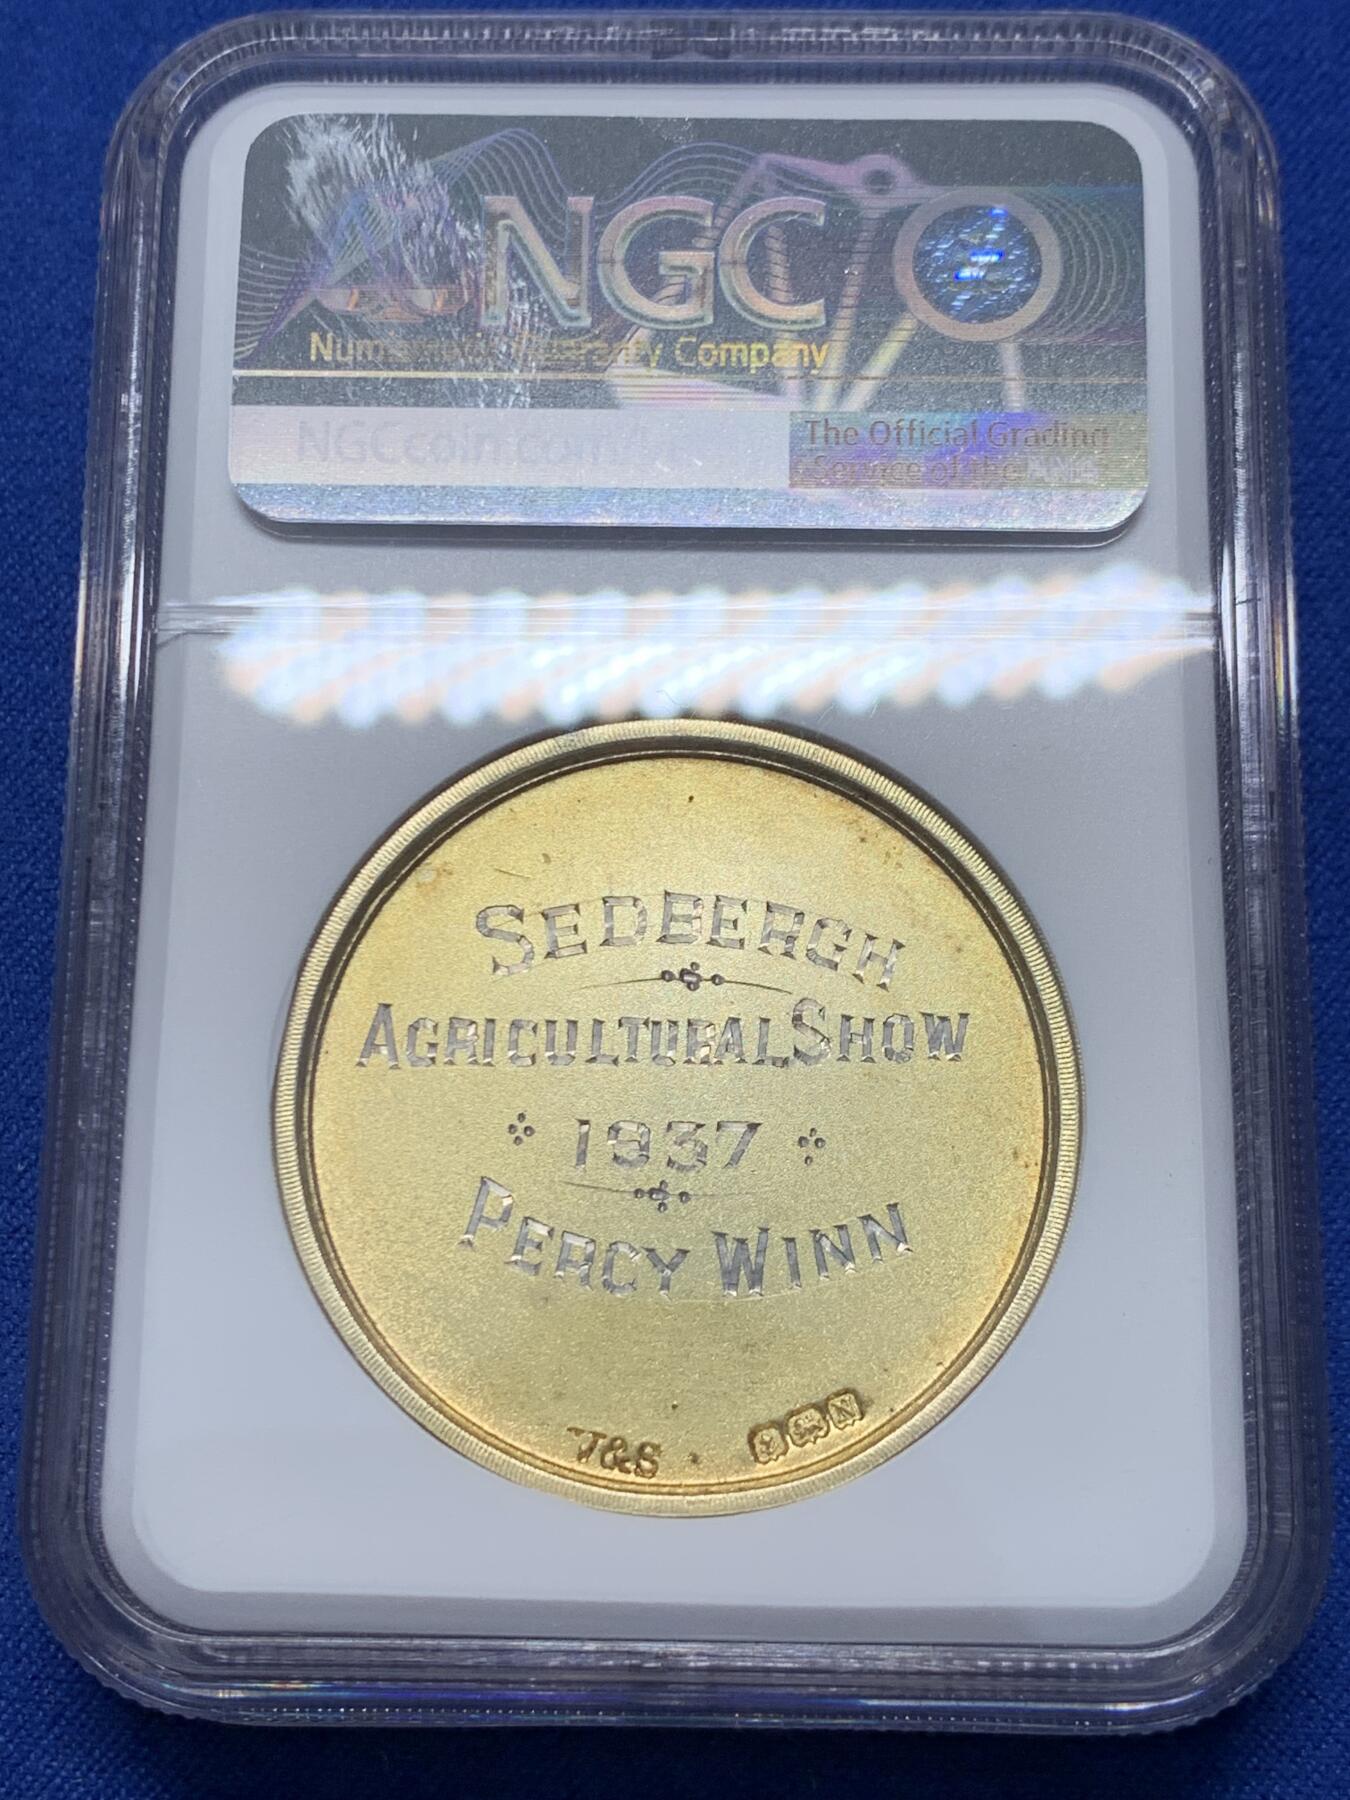 NGC
Numismatic Guaranty Company
NGCcoin.com
The Official Grading
Service of the ANA
SEDBERGH
AGRICULTURAL SHOW
1937
PERCY WINN
T&S
N